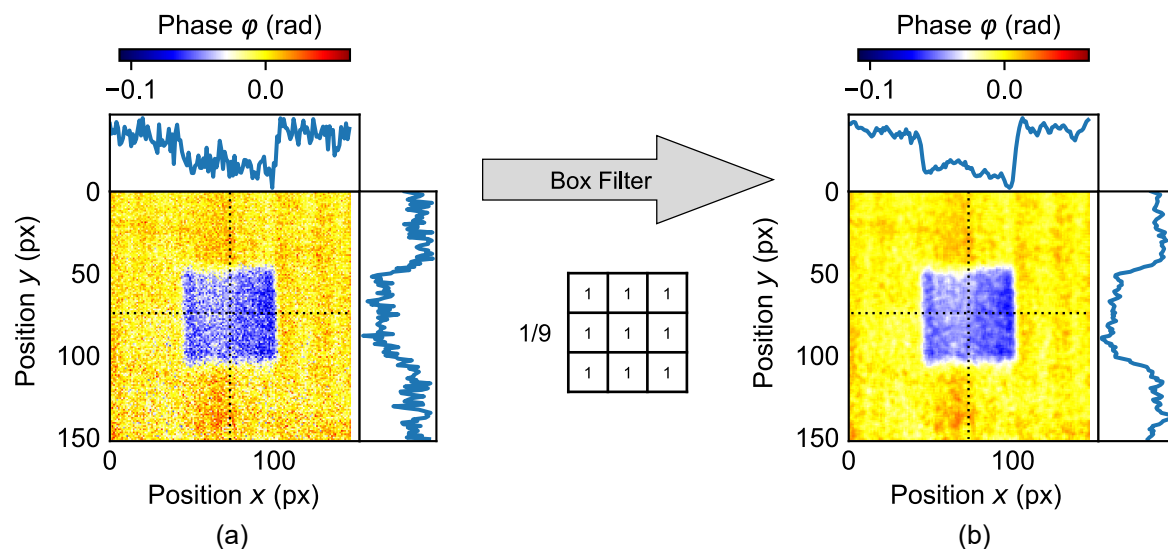 Phase φ (rad)
−0.1 0.0
0
50
100
150
Position y (px)
0 100
Position x (px)
(a)
Box Filter
1/9
1 1 1
1 1 1
1 1 1
Phase φ (rad)
−0.1 0.0
0
50
100
150
Position y (px)
0 100
Position x (px)
(b)